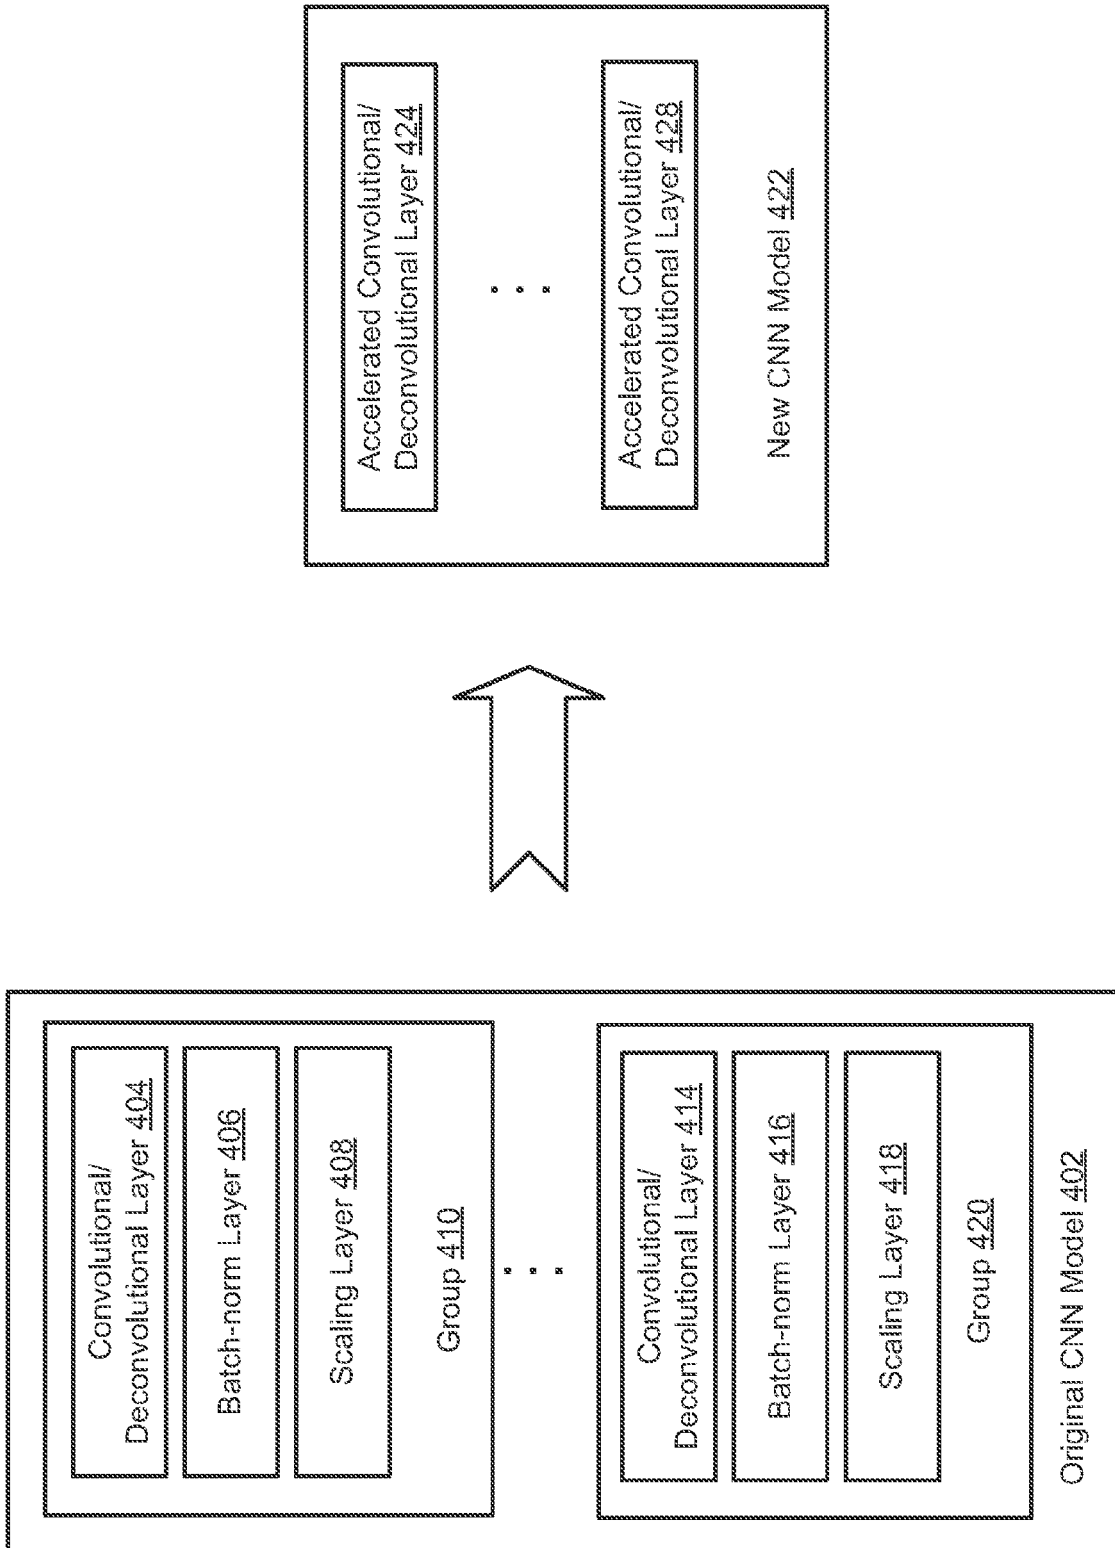 Convolutional/
Deconvolutional Layer 404
Batch-norm Layer 406
Scaling Layer 408
Group 410
. . .
Convolutional/
Deconvolutional Layer 414
Batch-norm Layer 416
Scaling Layer 418
Group 420
Original CNN Model 402
Accelerated Convolutional/
Deconvolutional Layer 424
. . .
Accelerated Convolutional/
Deconvolutional Layer 428
New CNN Model 422